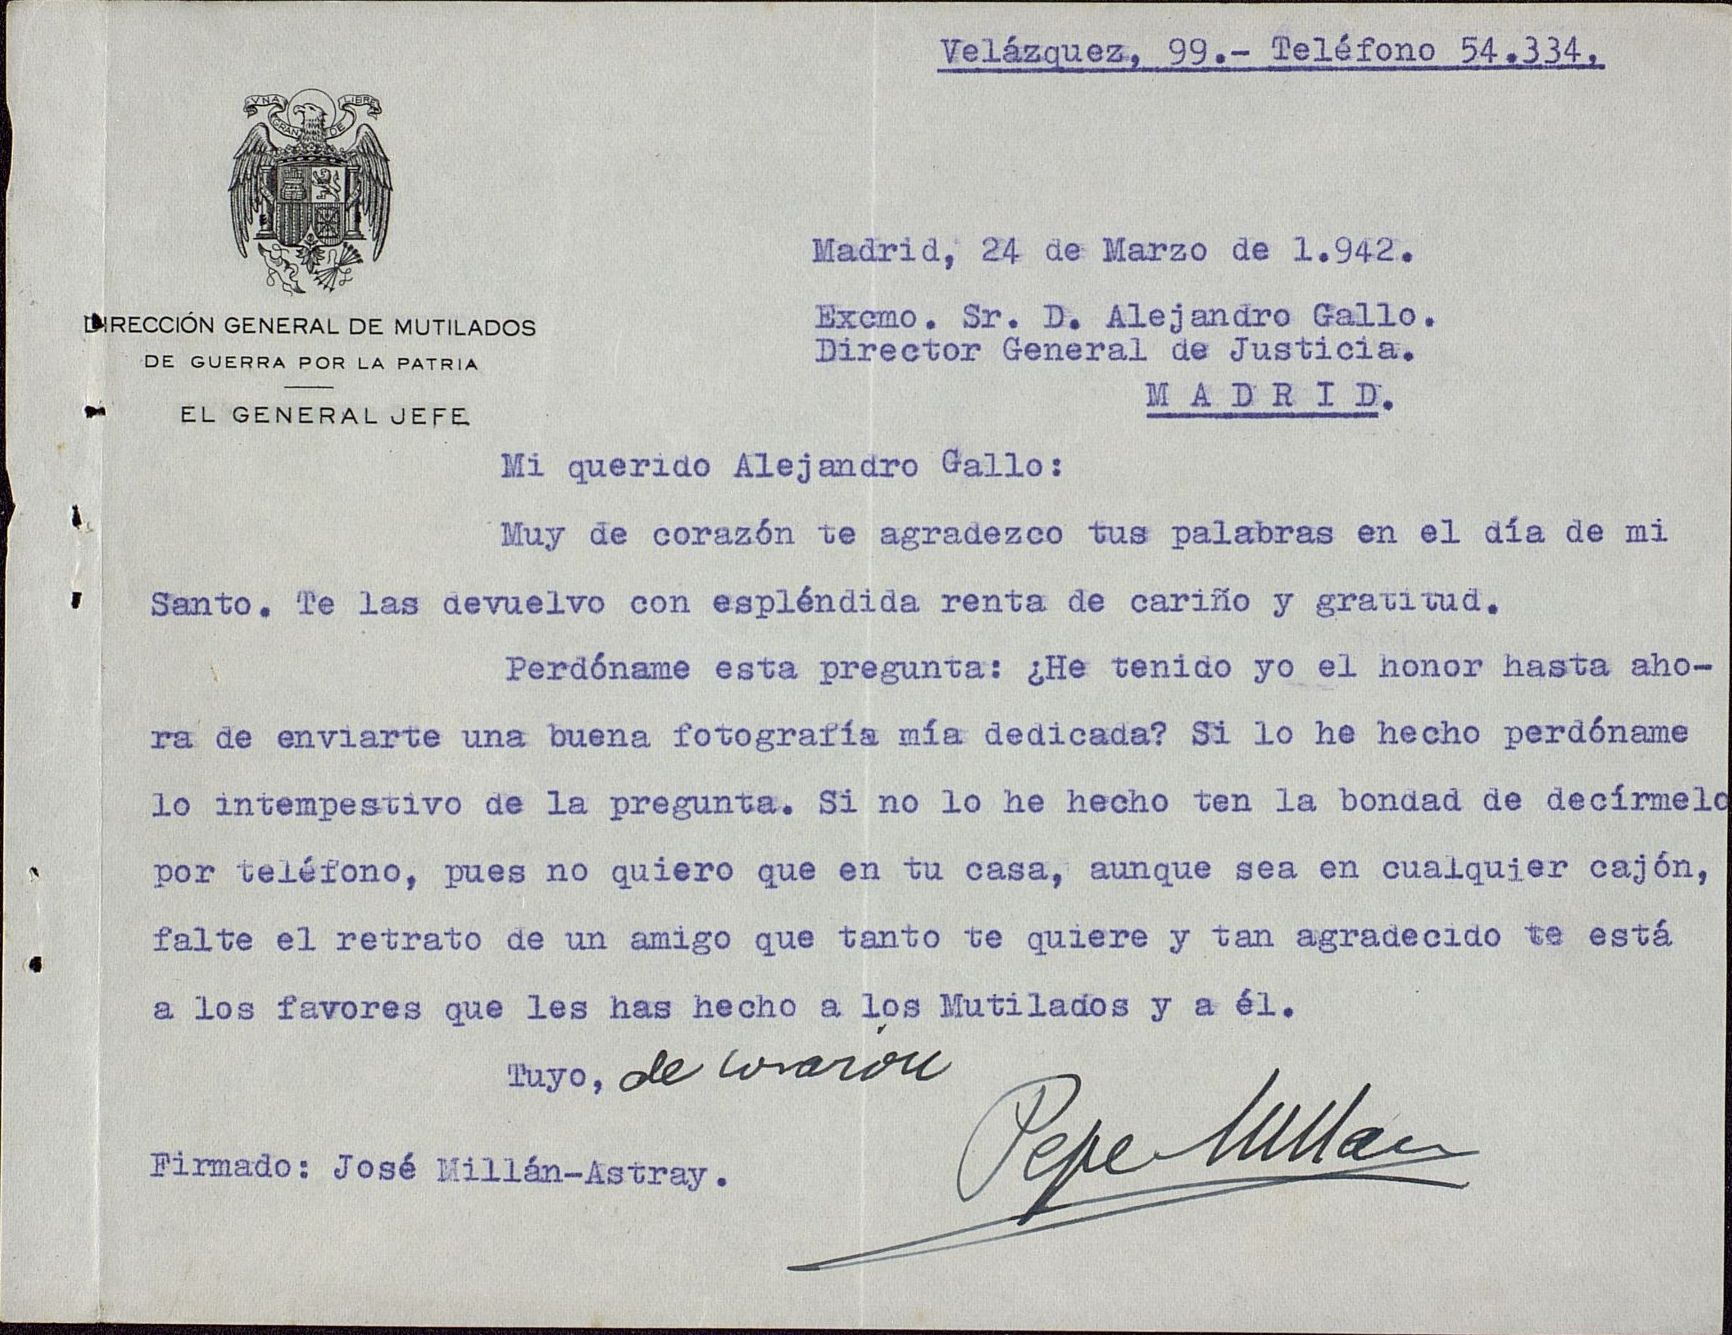 Velázquez, 99.- Teléfono 54.334.
VNA GRANDE LIBRE
DIRECCIÓN GENERAL DE MUTILADOS
DE GUERRA POR LA PATRIA
EL GENERAL JEFE
Madrid, 24 de Marzo de 1.942.
Excmo. Sr. D. Alejandro Gallo.
Director General de Justicia.
M A D R I D.
Mi querido Alejandro Gallo:
Muy de corazón te agradezco tus palabras en el día de mi
Santo. Te las devuelvo con espléndida renta de cariño y gratitud.
Perdóname esta pregunta: ¿He tenido yo el honor hasta aho-
ra de enviarte una buena fotografía mía dedicada? Si lo he hecho perdóname
lo intempestivo de la pregunta. Si no lo he hecho ten la bondad de decírmelo
por teléfono, pues no quiero que en tu casa, aunque sea en cualquier cajón,
falte el retrato de un amigo que tanto te quiere y tan agradecido te está
a los favores que les has hecho a los Mutilados y a él.
Tuyo, de corazón
Pepe Millan
Firmado: José Millán-Astray.